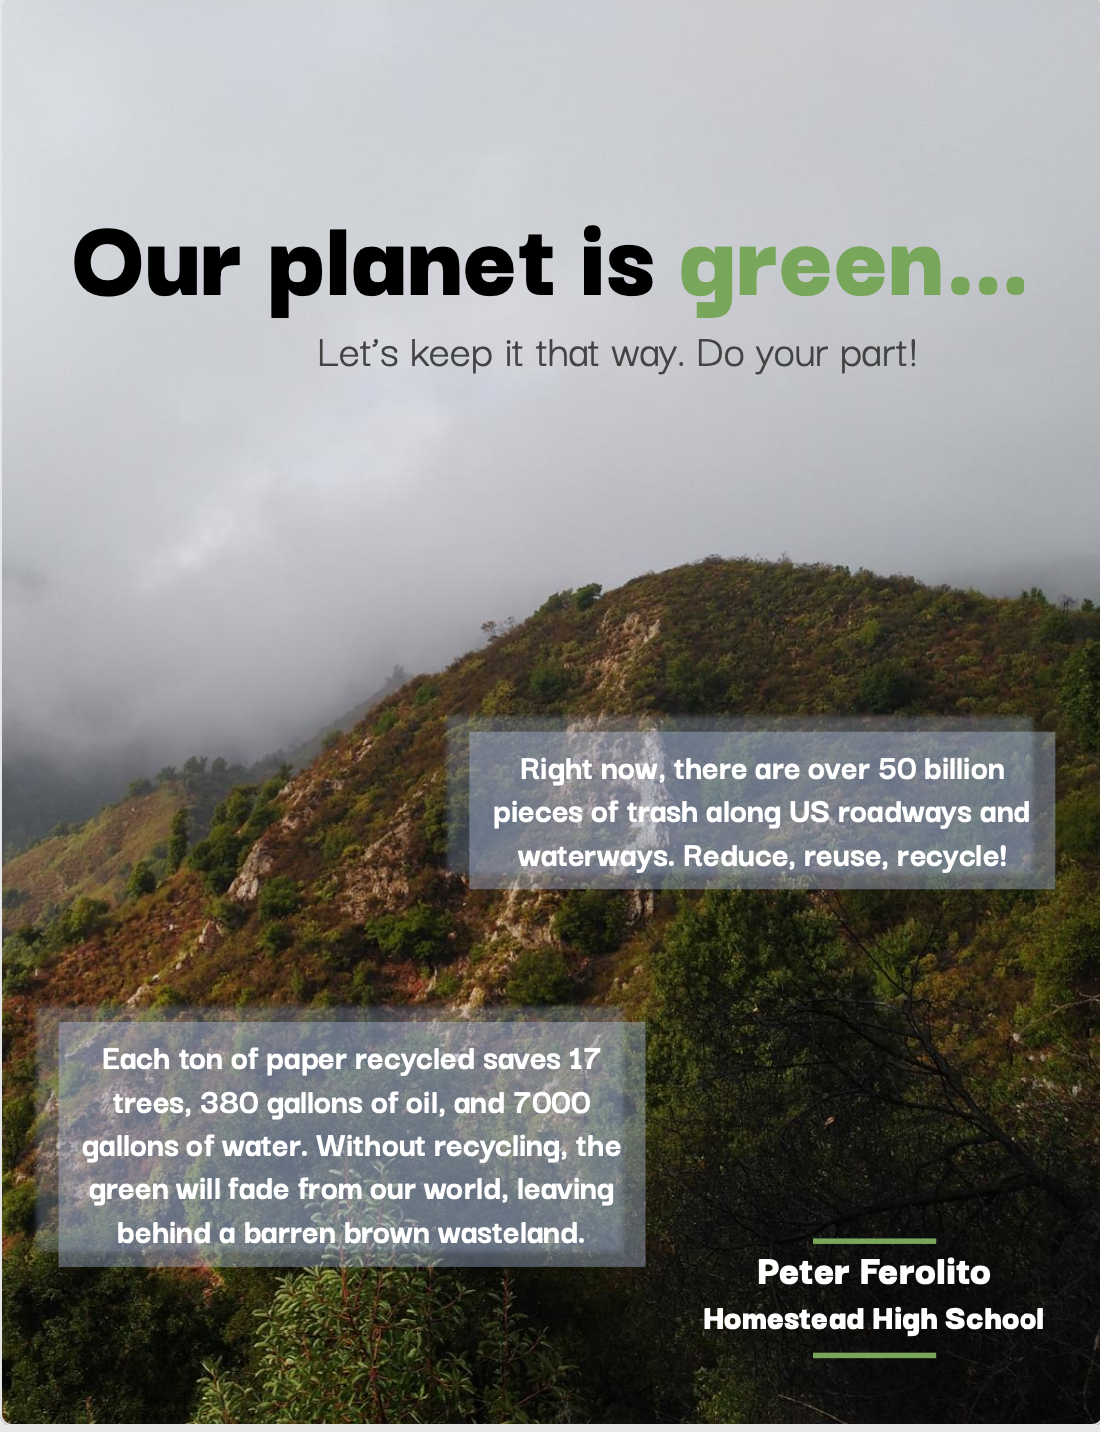 Our planet is green...
Let's keep it that way. Do your part!
Right now, there are over 50 billion
pieces of trash along US roadways and
waterways. Reduce, reuse, recycle!
Each ton of paper recycled saves 17
trees, 380 gallons of oil, and 7000
gallons of water. Without recycling, the
green will fade from our world, leaving
behind a barren brown wasteland.
Peter Ferolito
Homestead High School